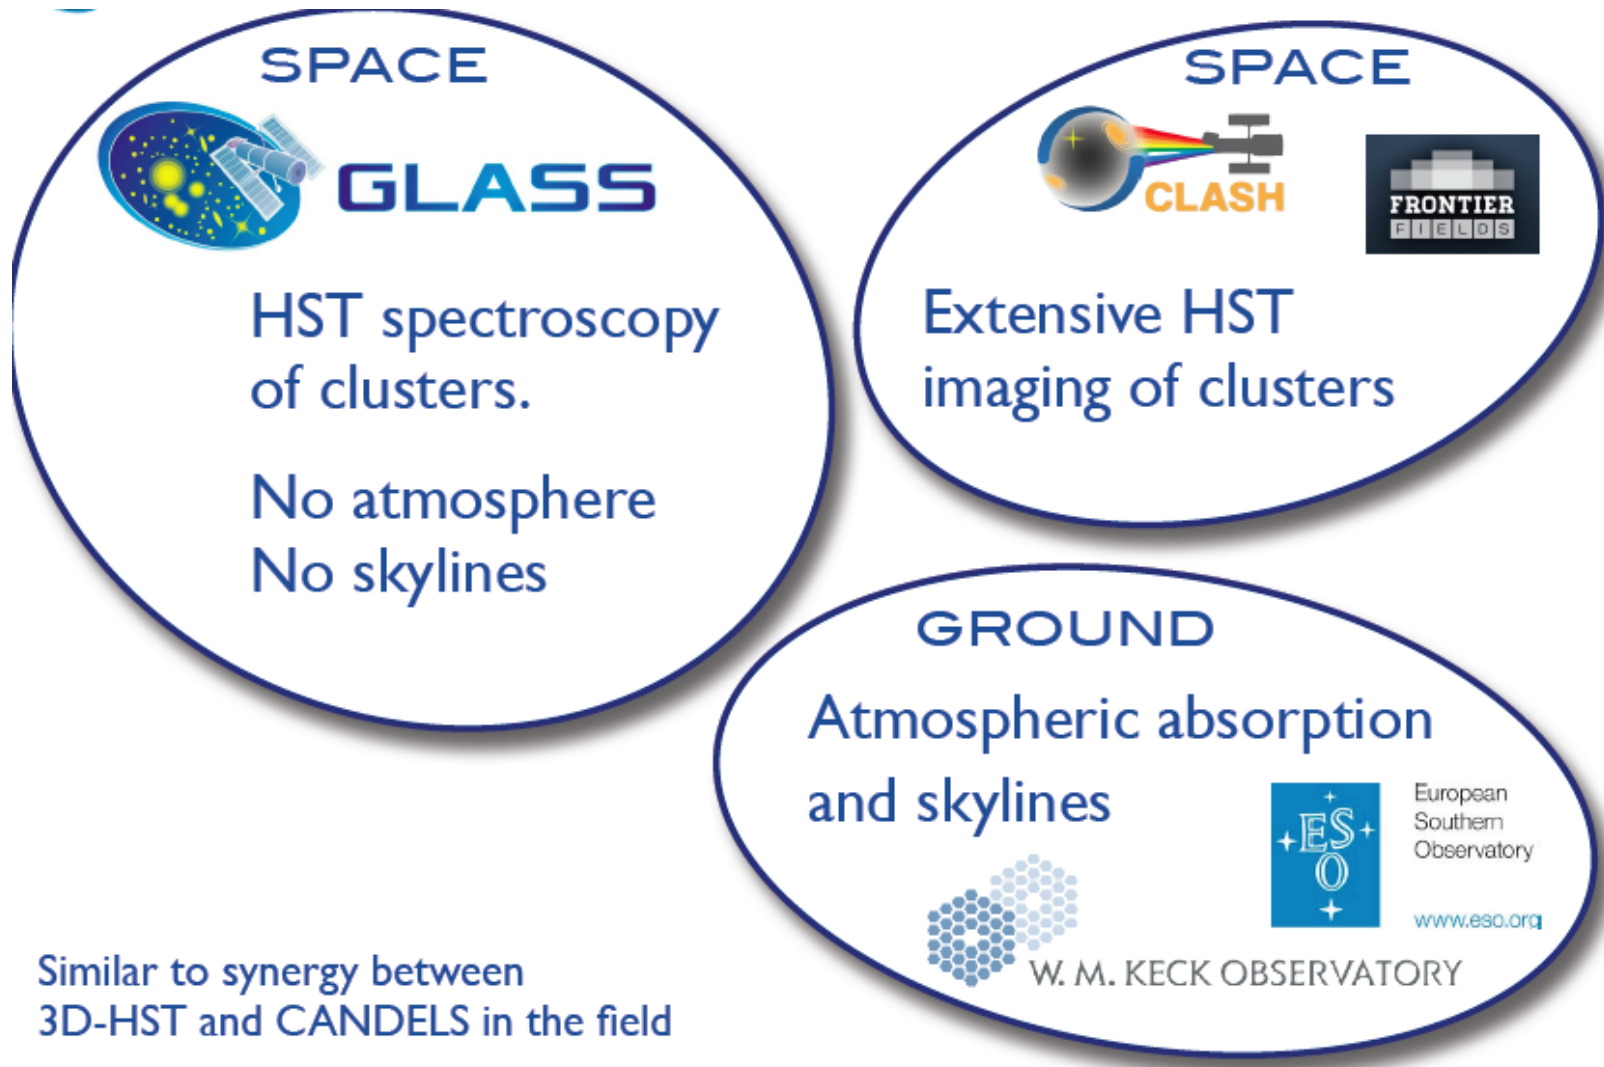 SPACE
GLASS
HST spectroscopy
of clusters.
No atmosphere
No skylines
SPACE
CLASH
FRONTIER
FIELDS
Extensive HST
imaging of clusters
GROUND
Atmospheric absorption
and skylines
ES
O
European
Southern
Observatory
www.eso.org
W. M. KECK OBSERVATORY
Similar to synergy between
3D-HST and CANDELS in the field